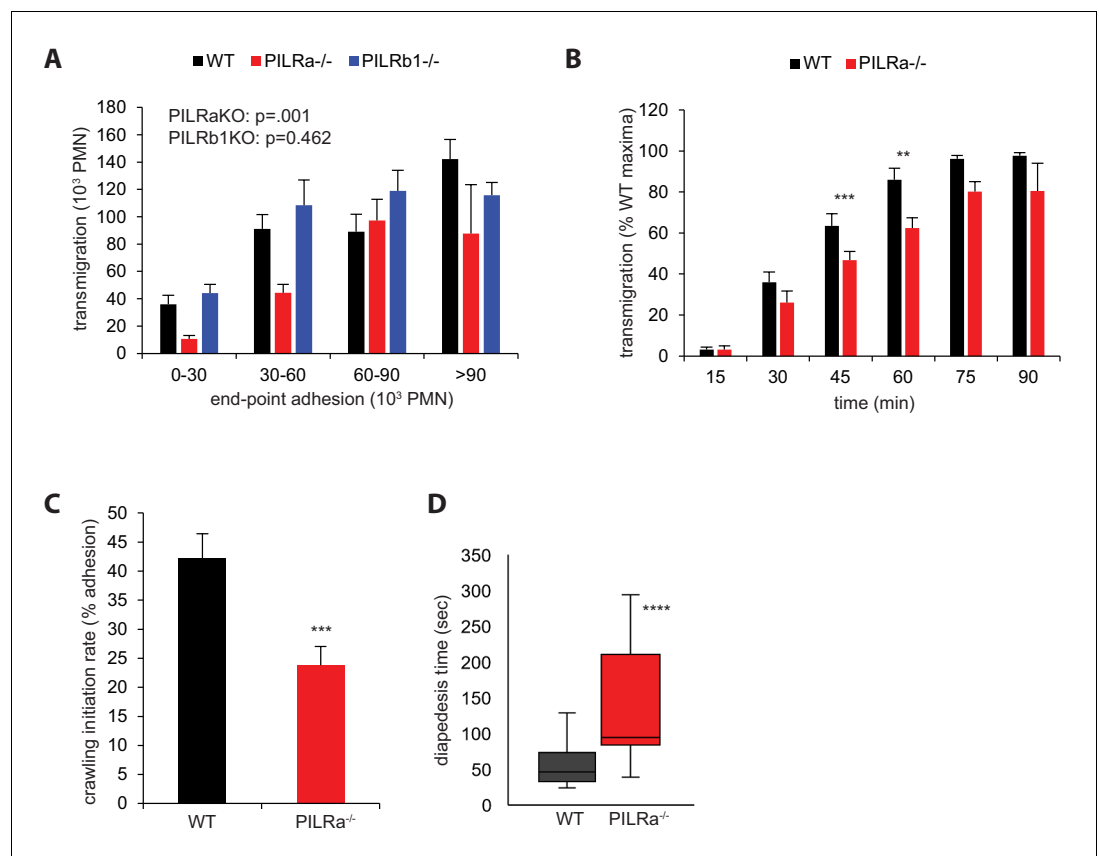 A
WT PILRa-/- PILRb1-/-
PILRaKO: p=.001
PILRb1KO: p=0.462
transmigration (10³ PMN)
180
160
140
120
100
80
60
40
20
0
0-30 30-60 60-90 >90
end-point adhesion (10³ PMN)
B
WT PILRa-/-
transmigration (% WT maxima)
120
100
80
60
40
20
0
***
**
15 30 45 60 75 90
time (min)
C
crawling initiation rate (% adhesion)
50
45
40
35
30
25
20
15
10
5
0
***
WT PILRa-/-
D
diapedesis time (sec)
350
300
250
200
150
100
50
0
****
WT PILRa-/-